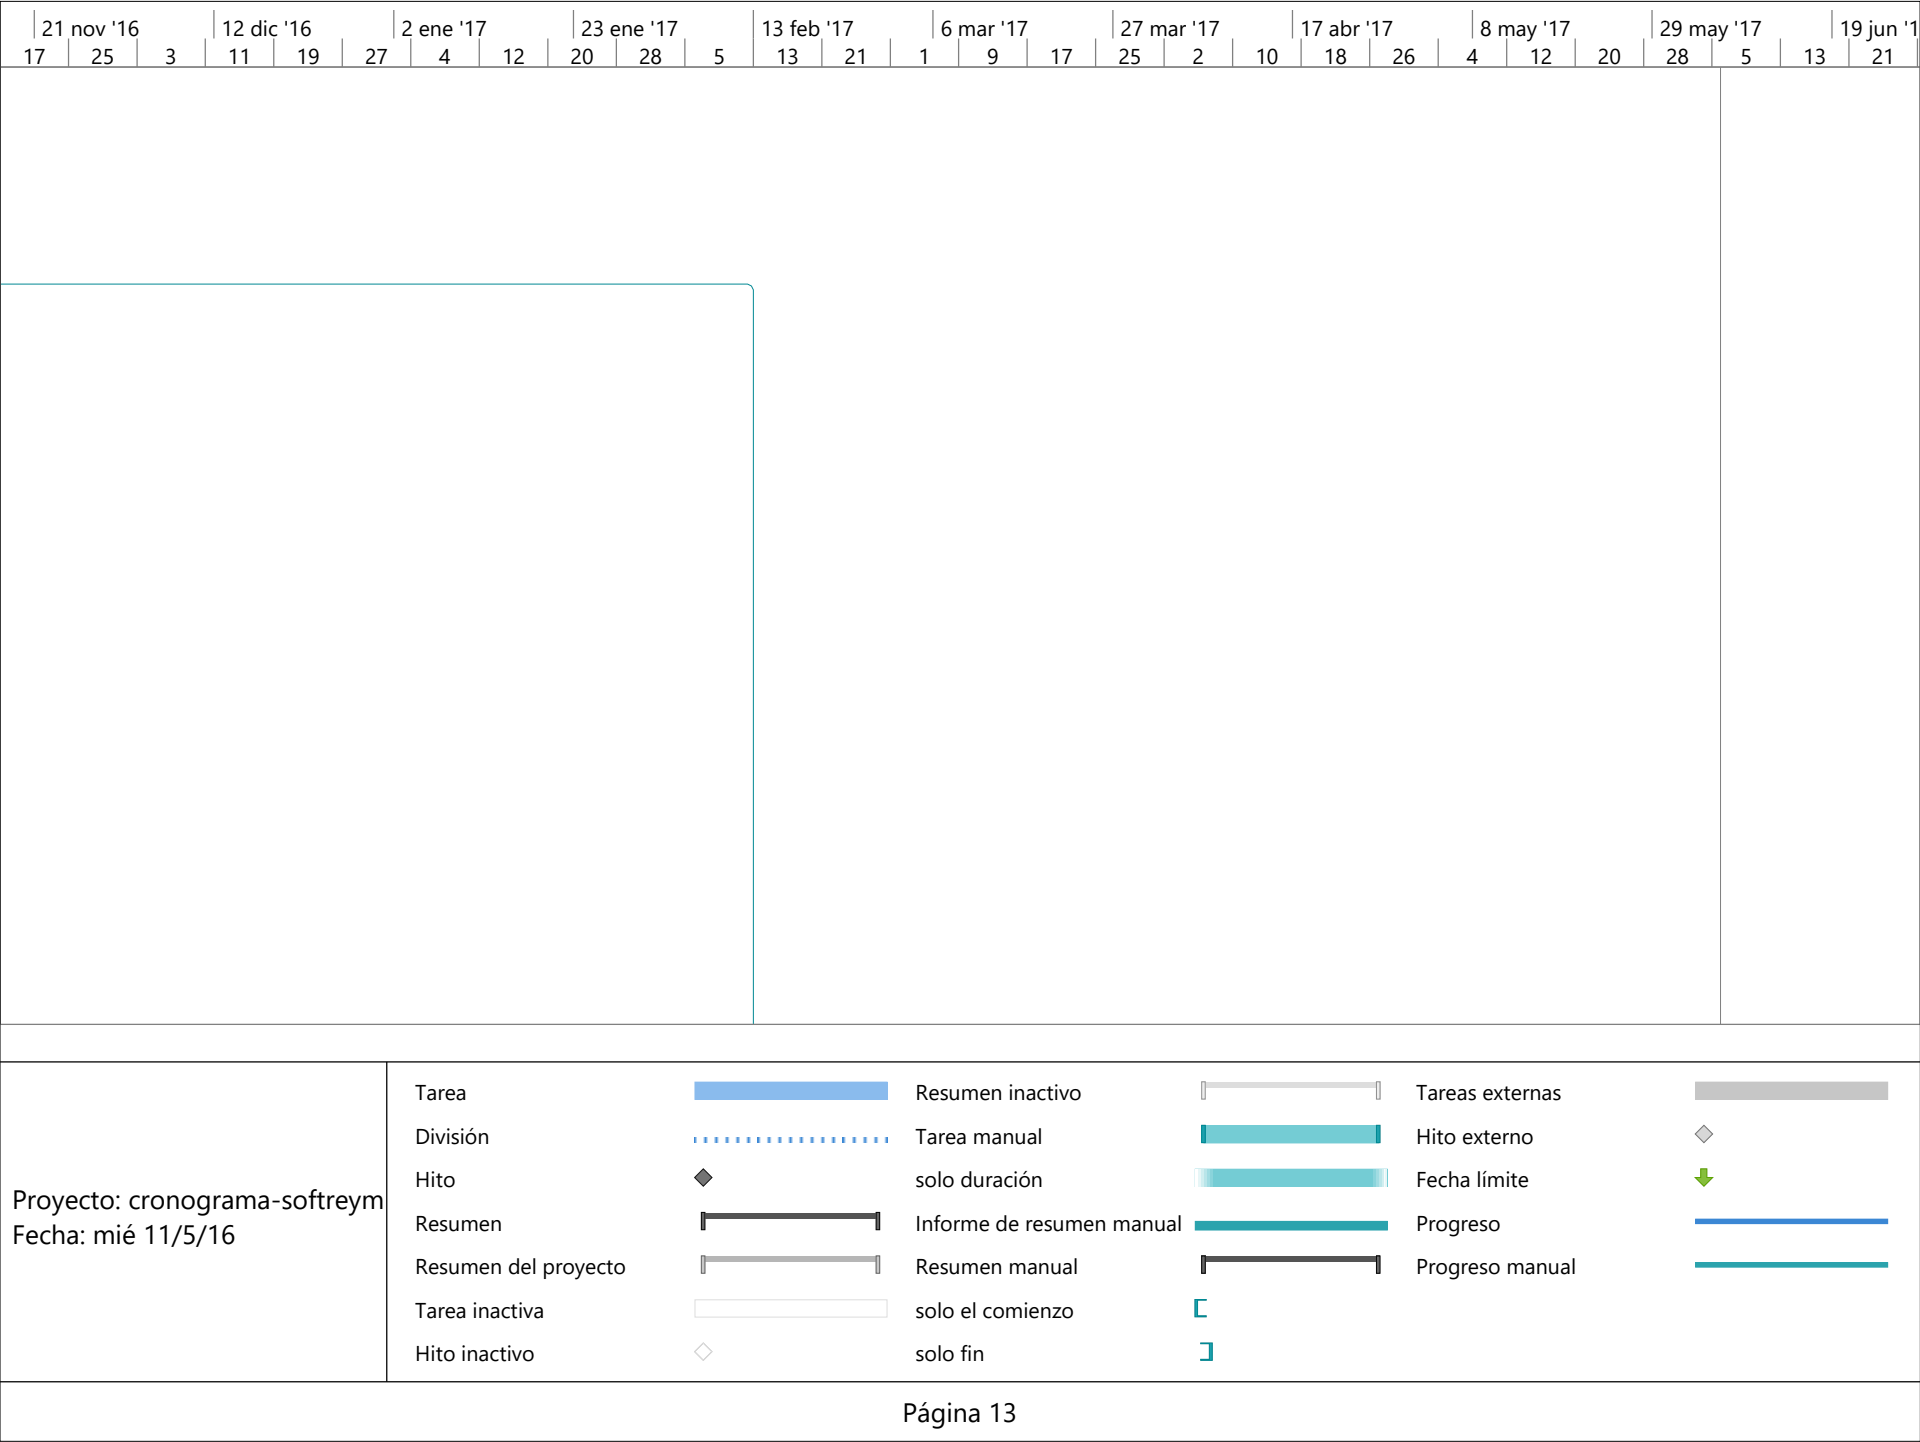 21 nov '16 12 dic '16 2 ene '17 23 ene '17 13 feb '17 6 mar '17 27 mar '17 17 abr '17 8 may '17 29 may '17 19 jun '1
17 25 3 11 19 27 4 12 20 28 5 13 21 1 9 17 25 2 10 18 26 4 12 20 28 5 13 21
Proyecto: cronograma-softreym
Fecha: mié 11/5/16
Tarea
División
Hito
Resumen
Resumen del proyecto
Tarea inactiva
Hito inactivo
Resumen inactivo
Tarea manual
solo duración
Informe de resumen manual
Resumen manual
solo el comienzo
solo fin
Tareas externas
Hito externo
Fecha límite
Progreso
Progreso manual
Página 13